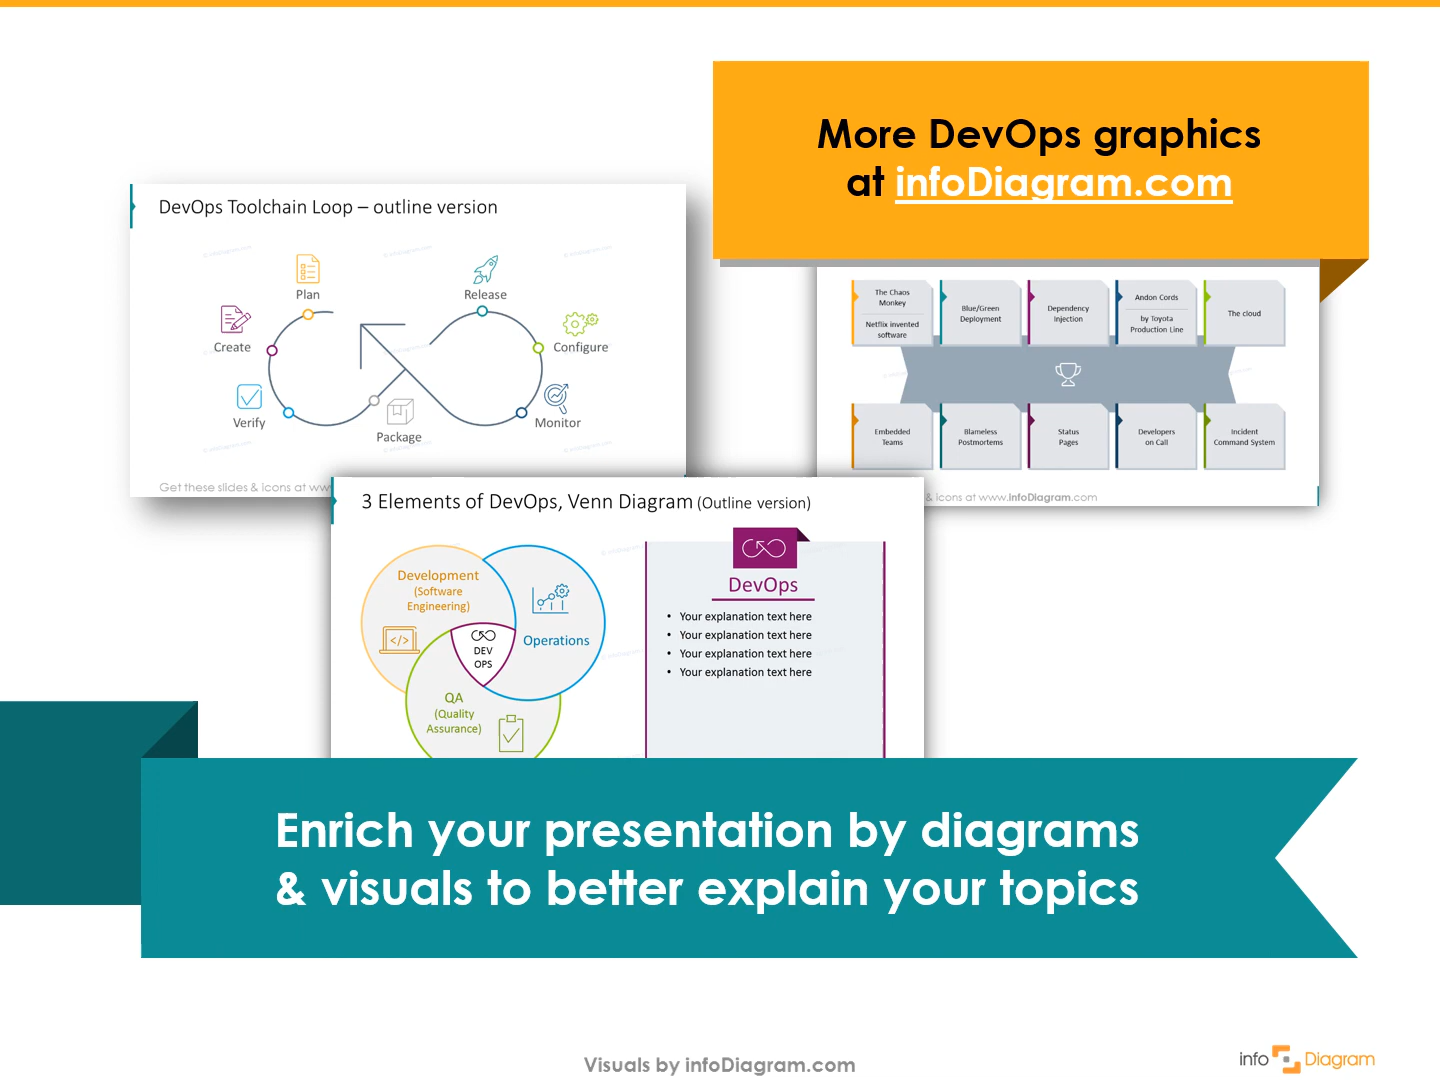 More DevOps graphics
at infoDiagram.com
DevOps Toolchain Loop – outline version
Plan
Release
Create
Configure
Verify
Monitor
Package
Get these slides & icons at ww
The Chaos
Monkey
Netflix invented
software
Blue/Green
Deployment
Dependency
Injection
Andon Cords
by Toyota
Production Line
The cloud
Embedded
Teams
Blameless
Postmortems
Status
Pages
Developers
on Call
Incident
Command System
& icons at www.infoDiagram.com
3 Elements of DevOps, Venn Diagram (Outline version)
Development
(Software
Engineering)
</>
Operations
DEV
OPS
QA
(Quality
Assurance)
DevOps
• Your explanation text here
• Your explanation text here
• Your explanation text here
• Your explanation text here
Enrich your presentation by diagrams
& visuals to better explain your topics
Visuals by infoDiagram.com
info Diagram